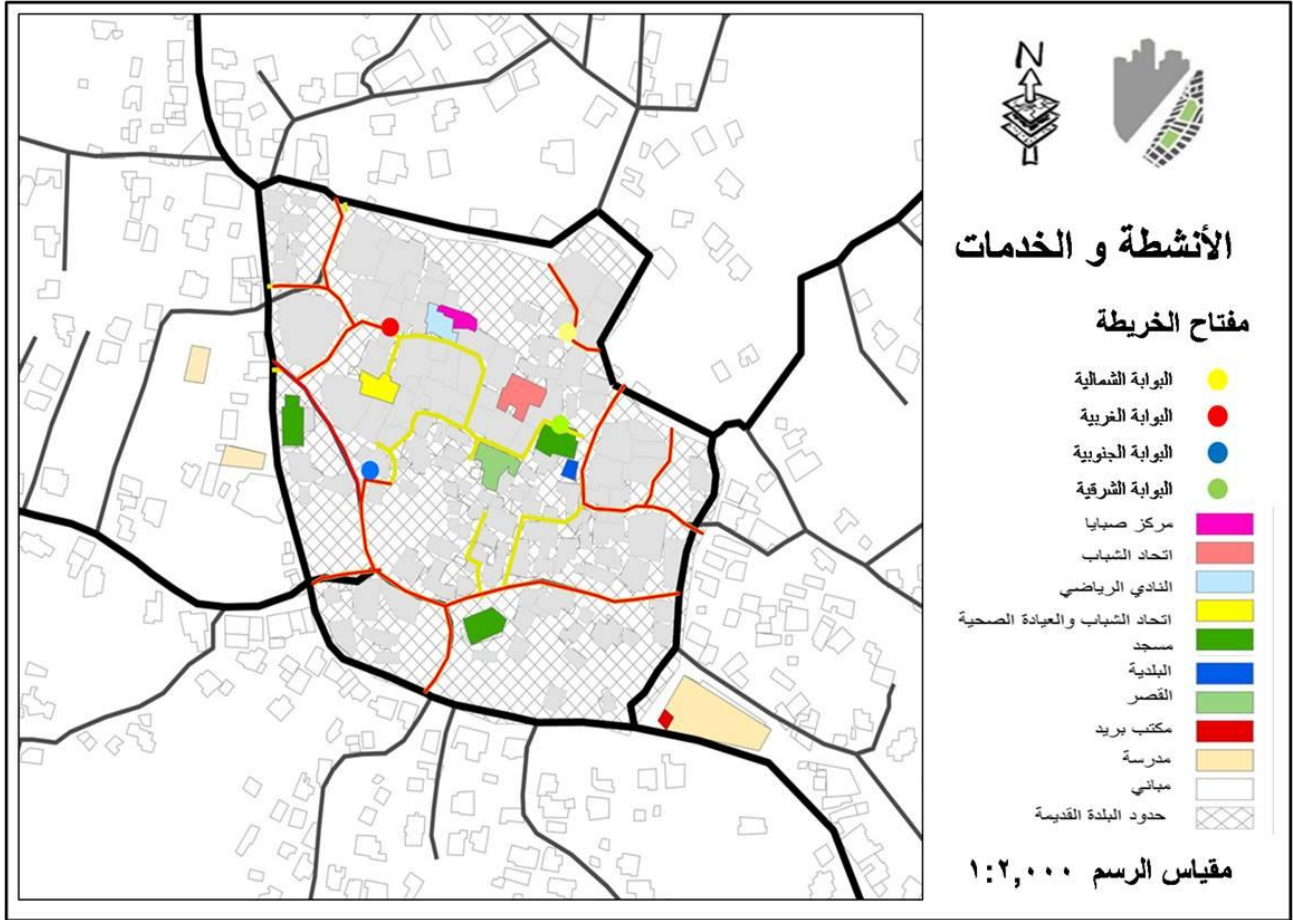 N
الأنشطة و الخدمات
مفتاح الخريطة
البوابة الشمالية
البوابة الغربية
البوابة الجنوبية
البوابة الشرقية
مركز صبايا
اتحاد الشباب
النادي الرياضي
اتحاد الشباب والعيادة الصحية
مسجد
البلدية
القصر
مكتب بريد
مدرسة
مباني
حدود البلدة القديمة
مقياس الرسم ١:٢,٠٠٠